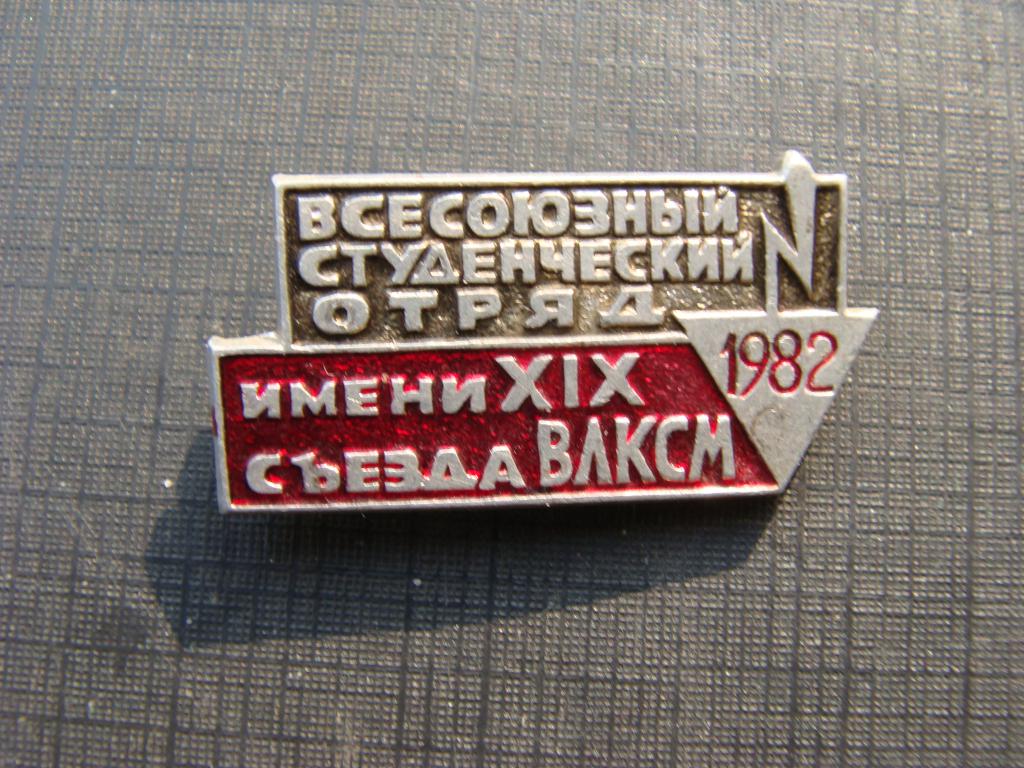 ВСЕСОЮЗНЫЙ
СТУДЕНЧЕСКИЙ
ОТРЯД
1982
ИМЕНИ XIX
СЪЕЗДА ВЛКСМ